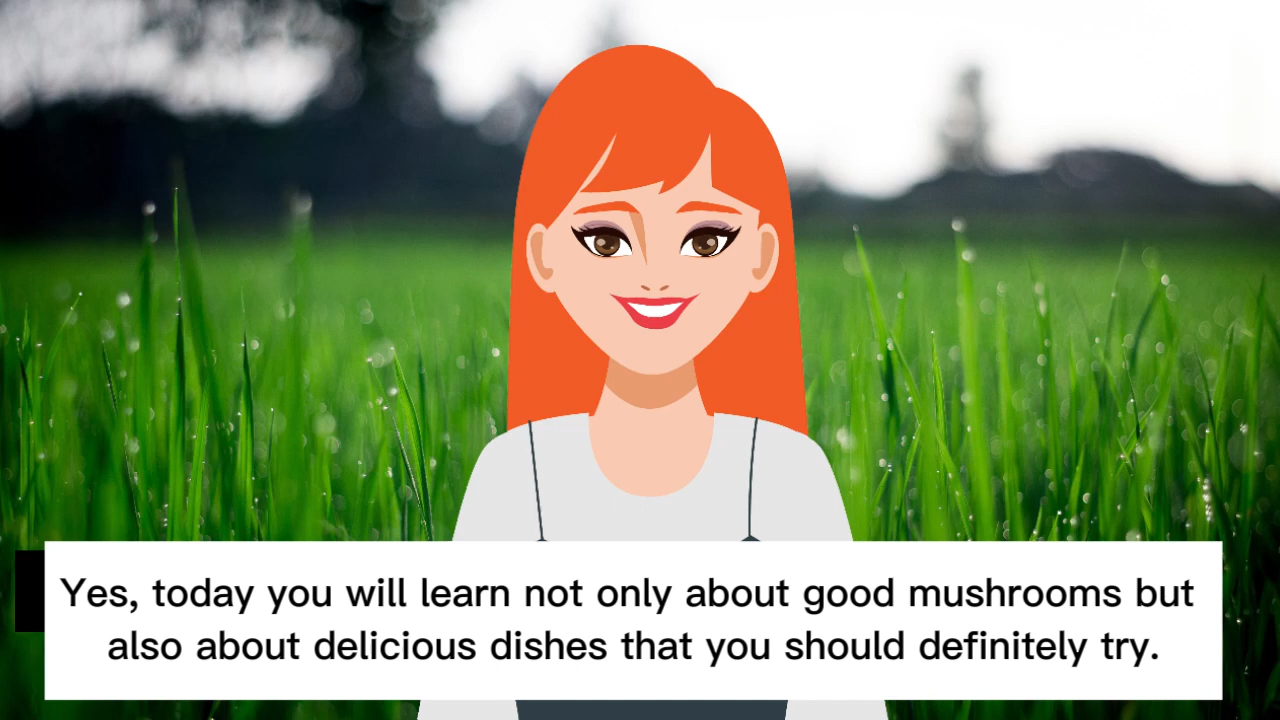 Yes, today you will learn not only about good mushrooms but
also about delicious dishes that you should definitely try.